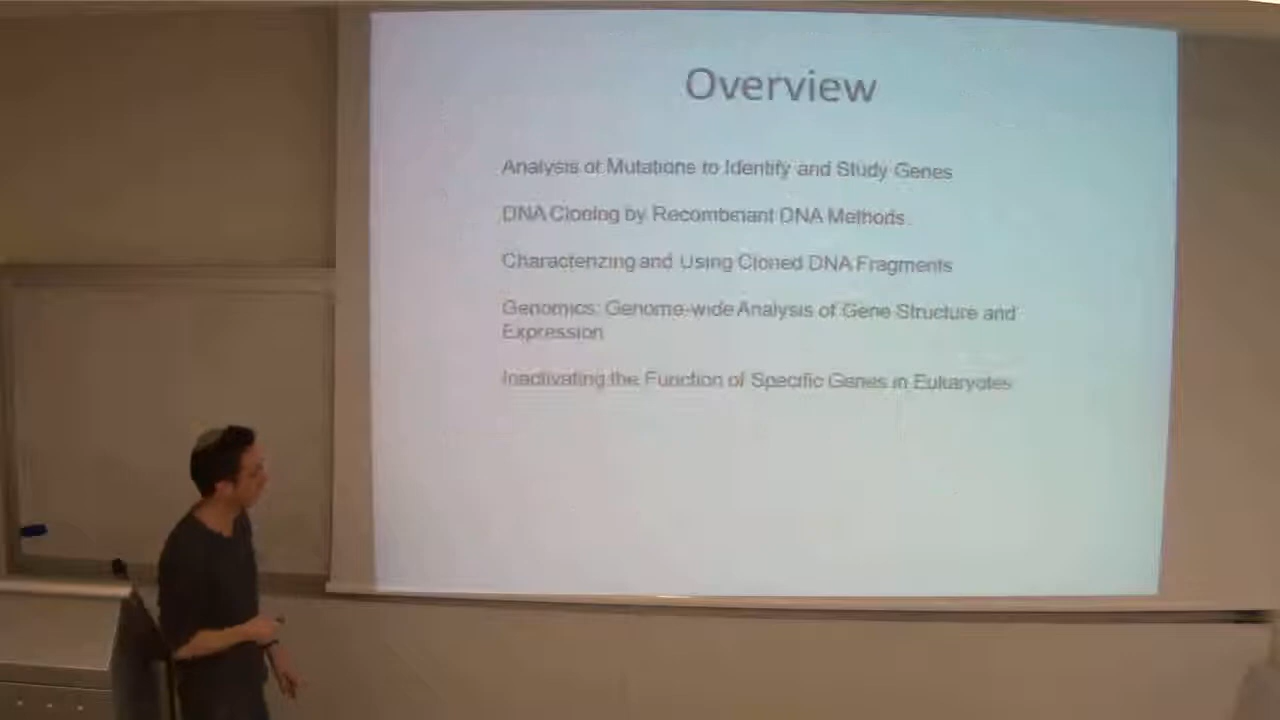 Overview
Analysis of Mutations to Identify and Study Genes
DNA Cloning by Recombinant DNA Methods.
Characterizing and Using Cloned DNA Fragments
Genomics: Genome-wide Analysis of Gene Structure and
Expression
Inactivating the Function of Specific Genes in Eukaryotes